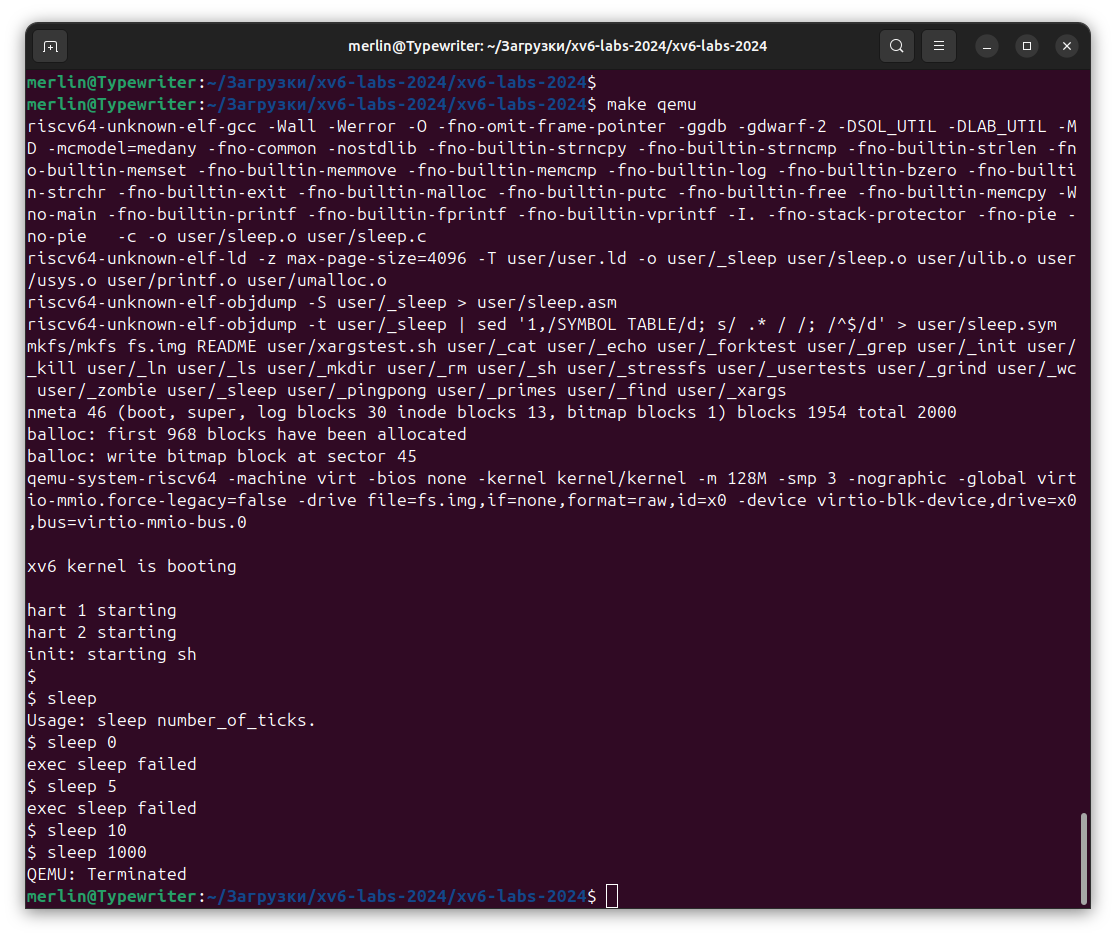 merlin@Typewriter: ~/Загрузки/xv6-labs-2024/xv6-labs-2024
merlin@Typewriter:~/Загрузки/xv6-labs-2024/xv6-labs-2024$
merlin@Typewriter:~/Загрузки/xv6-labs-2024/xv6-labs-2024$ make qemu
riscv64-unknown-elf-gcc -Wall -Werror -O -fno-omit-frame-pointer -ggdb -gdwarf-2 -DSOL_UTIL -DLAB_UTIL -M
D -mcmodel=medany -fno-common -nostdlib -fno-builtin-strncpy -fno-builtin-strncmp -fno-builtin-strlen -fn
o-builtin-memset -fno-builtin-memmove -fno-builtin-memcmp -fno-builtin-log -fno-builtin-bzero -fno-builti
n-strchr -fno-builtin-exit -fno-builtin-malloc -fno-builtin-putc -fno-builtin-free -fno-builtin-memcpy -W
no-main -fno-builtin-printf -fno-builtin-fprintf -fno-builtin-vprintf -I. -fno-stack-protector -fno-pie -
no-pie   -c -o user/sleep.o user/sleep.c
riscv64-unknown-elf-ld -z max-page-size=4096 -T user/user.ld -o user/_sleep user/sleep.o user/ulib.o user
/usys.o user/printf.o user/umalloc.o
riscv64-unknown-elf-objdump -S user/_sleep > user/sleep.asm
riscv64-unknown-elf-objdump -t user/_sleep | sed '1,/SYMBOL TABLE/d; s/ .* / /; /^$/d' > user/sleep.sym
mkfs/mkfs fs.img README user/xargstest.sh user/_cat user/_echo user/_forktest user/_grep user/_init user/
_kill user/_ln user/_ls user/_mkdir user/_rm user/_sh user/_stressfs user/_usertests user/_grind user/_wc
 user/_zombie user/_sleep user/_pingpong user/_primes user/_find user/_xargs
nmeta 46 (boot, super, log blocks 30 inode blocks 13, bitmap blocks 1) blocks 1954 total 2000
balloc: first 968 blocks have been allocated
balloc: write bitmap block at sector 45
qemu-system-riscv64 -machine virt -bios none -kernel kernel/kernel -m 128M -smp 3 -nographic -global virt
io-mmio.force-legacy=false -drive file=fs.img,if=none,format=raw,id=x0 -device virtio-blk-device,drive=x0
,bus=virtio-mmio-bus.0
xv6 kernel is booting
hart 1 starting
hart 2 starting
init: starting sh
$
$ sleep
Usage: sleep number_of_ticks.
$ sleep 0
exec sleep failed
$ sleep 5
exec sleep failed
$ sleep 10
$ sleep 1000
QEMU: Terminated
merlin@Typewriter:~/Загрузки/xv6-labs-2024/xv6-labs-2024$